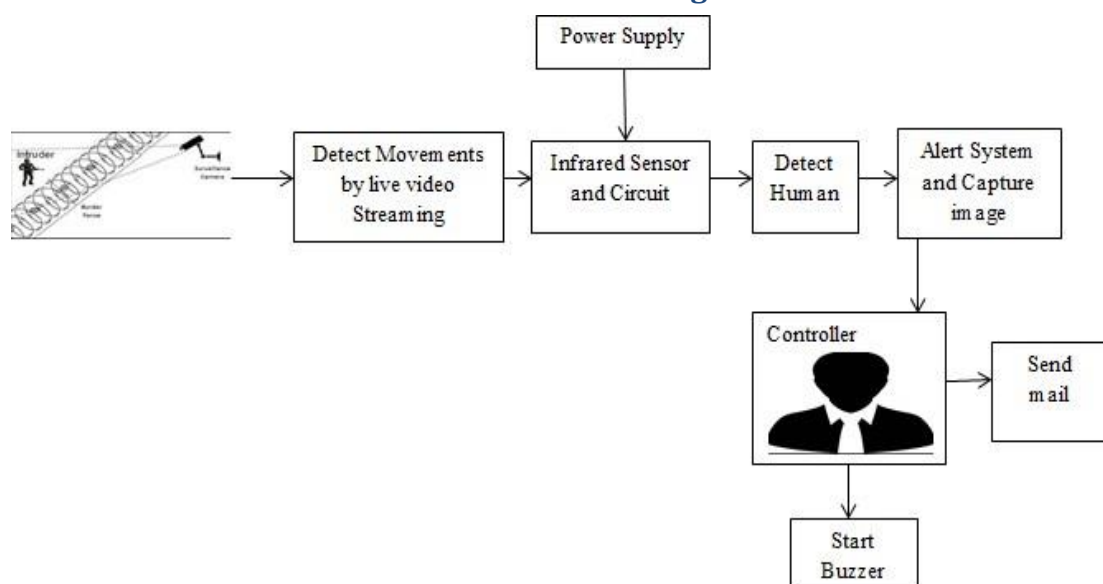 Power Supply
Intruder
Surveillance
Camera
Border
Fence
Detect Movements
by live video
Streaming
Infrared Sensor
and Circuit
Detect
Human
Alert System
and Capture
image
Controller
Send
mail
Start
Buzzer